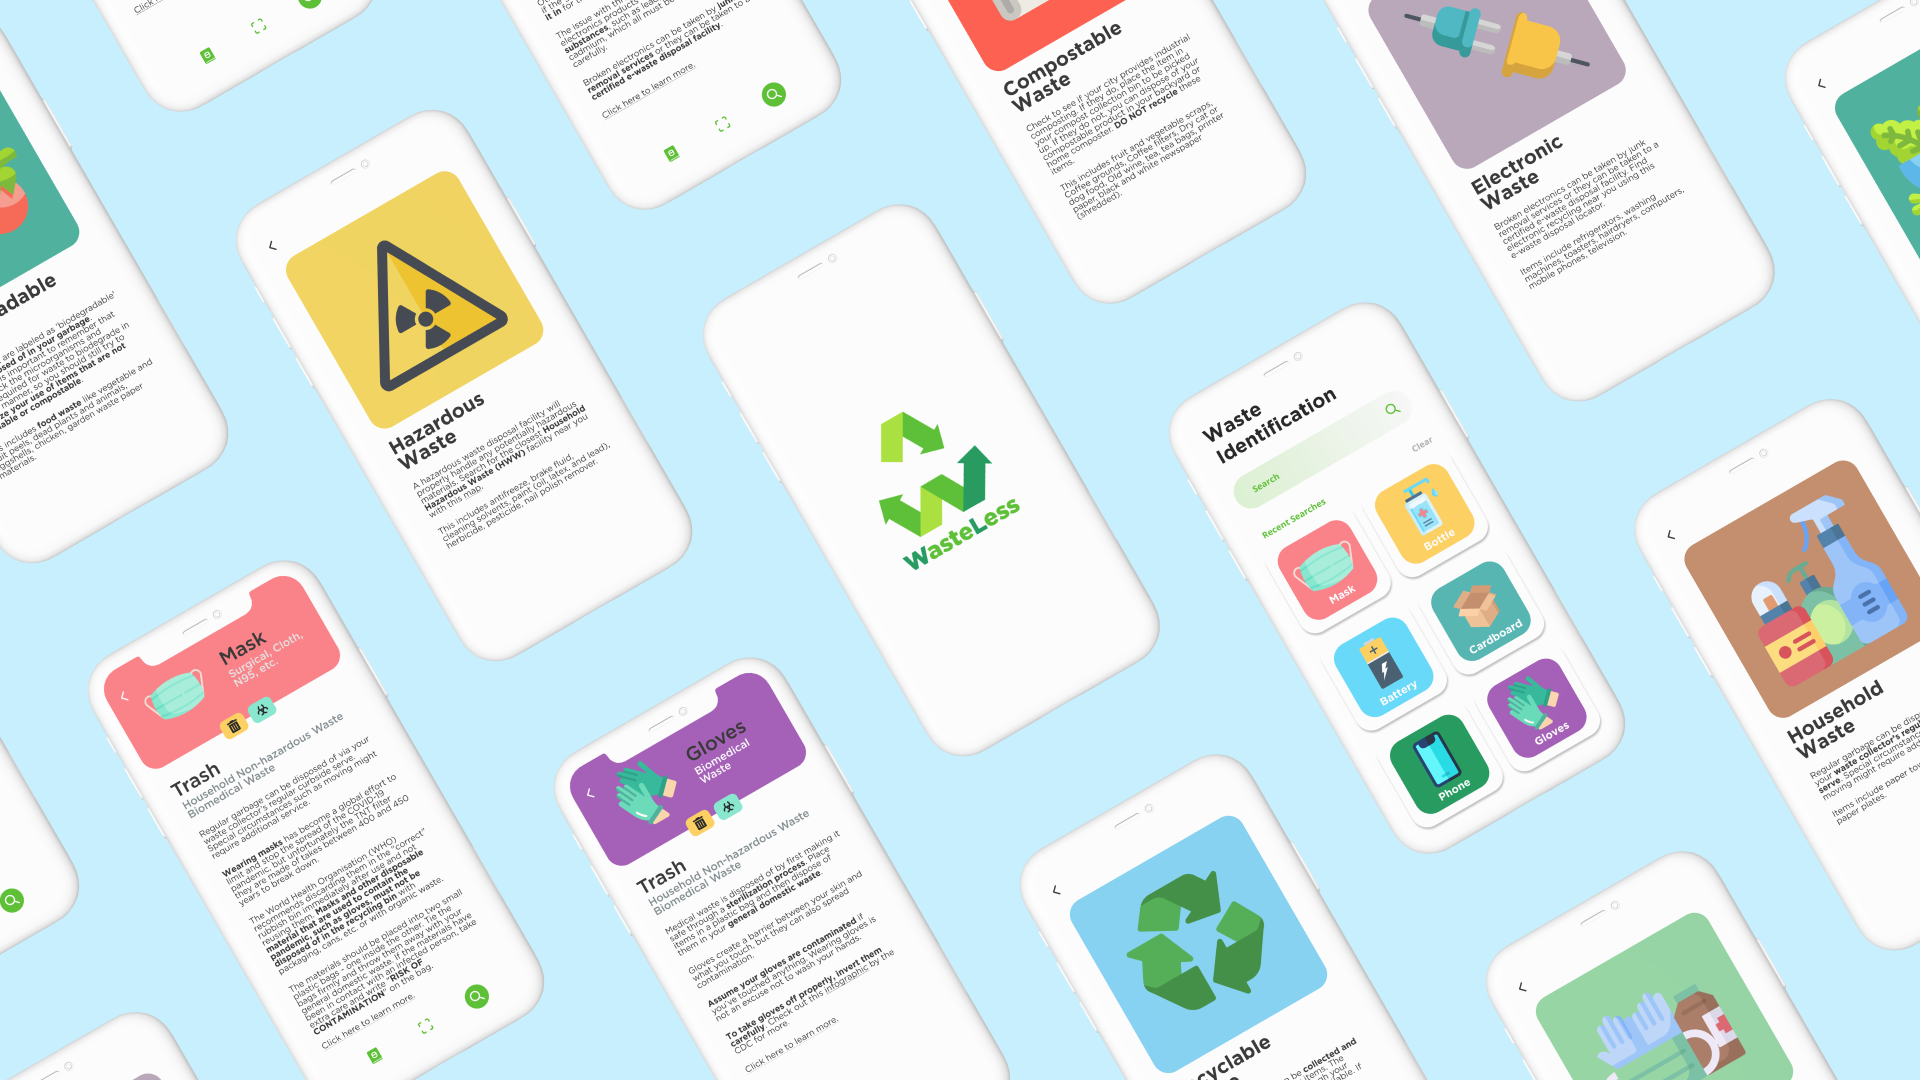 Click here
if the
it in for
The issue with
electronics products
substances, such as lead
cadmium, which all must be
carefully.
Broken electronics can be taken by junk
removal services or they can be taken to a
certified e-waste disposal facility.
Click here to learn more.
Compostable
Waste
Check to see if your city provides industrial
composting. If they do, place the item in
your compost collection bin to be picked
up. If they do not, you can dispose of your
compostable product in your backyard or
home composter. DO NOT recycle these
items.
This includes fruit and vegetable scraps,
Coffee grounds, Coffee filters, Dry cat or
dog food, Old wine, tea, tea bags, printer
paper, black and white newspaper
(shredded).
Electronic
Waste
Broken electronics can be taken by junk
removal services or they can be taken to a
certified e-waste disposal facility. Find
electronic recycling near you using this
e-waste disposal locator.
Items include refrigerators, washing
machines, toasters, hairdryers, computers,
mobile phones, television.
are labeled as 'biodegradable'
in your garbage.
important to remember that
the microorganisms and
required for waste to biodegrade in
manner, so you should still try to
your use of items that are not
or compostable.
includes food waste like vegetable and
peels, dead plants and animals,
eggshells, chicken, garden waste paper
materials.
Hazardous
Waste
A hazardous waste disposal facility will
properly handle any potentially hazardous
materials. Search for the closest Household
Hazardous Waste (HWW) facility near you
with this map.
This includes antifreeze, brake fluid,
cleaning solvents, paint (oil, latex, and lead),
herbicide, pesticide, nail polish remover.
WasteLess
Waste
Identification
Search
Clear
Recent Searches
Mask
Bottle
Battery
Cardboard
Phone
Gloves
Household
Waste
Regular garbage can be
your waste collector's
serve. Special circumstances
moving might require
Items include paper
paper plates.
Mask
Surgical, Cloth,
N95, etc.
Trash
Household Non-hazardous Waste
Biomedical Waste
Regular garbage can be disposed of via your
waste collector's regular curbside serve.
Special circumstances such as moving might
require additional service.
Wearing masks has become a global effort to
limit and stop the spread of the COVID-19
pandemic, but unfortunately the TNT filter
they are made of takes between 400 and 450
years to break down.
The World Health Organisation (WHO)
recommends discarding them in the "correct"
rubbish bin immediately after use and not
reusing them. Masks and other disposable
material that are used to contain the
pandemic, such as gloves, must not be
disposed of in the recycling bin with
packaging, cans, etc. or with organic waste.
The materials should be placed into two small
plastic bags - one inside the other. Tie the
bags firmly and throw them away with your
general domestic waste. If the materials have
been in contact with an infected person, take
extra care and write "RISK OF
CONTAMINATION" on the bag.
Click here to learn more.
Gloves
Biomedical
Waste
Trash
Household Non-hazardous Waste
Biomedical Waste
Medical waste is disposed of by first making it
safe through a sterilization process. Place
items in a plastic bag and then dispose of
them in your general domestic waste.
Gloves create a barrier between your skin and
what you touch, but they can also spread
contamination.
Assume your gloves are contaminated if
you've touched anything. Wearing gloves is
not an excuse not to wash your hands.
To take gloves off properly, invert them
carefully. Check out this infographic by the
CDC for more.
Click here to learn more.
be collected and
items. The
your